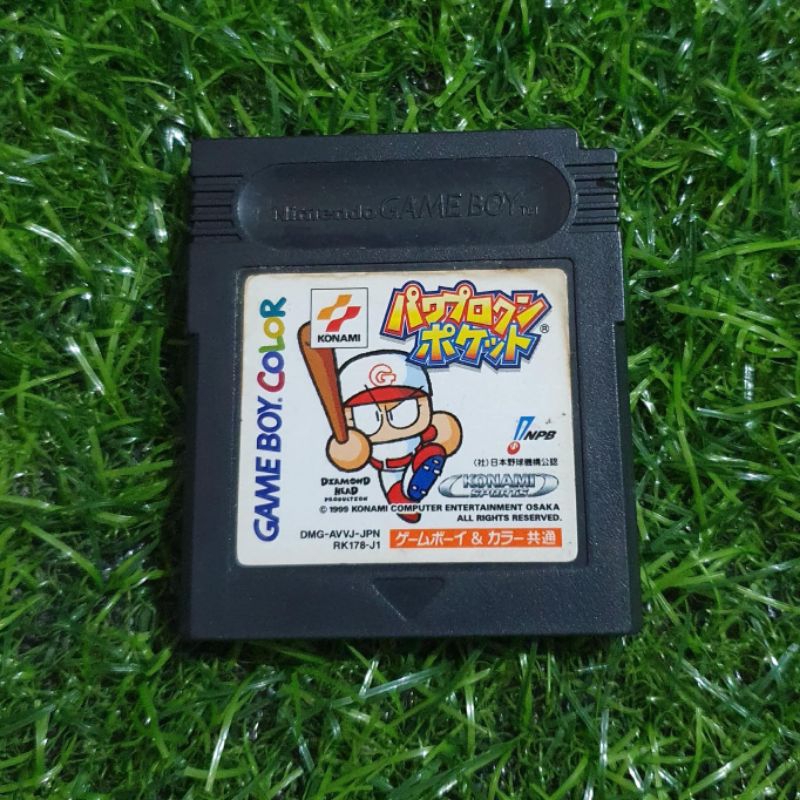 Nintendo GAME BOY TM
GAME BOY COLOR
KONAMI
パワプロクン
ポケット®
G
NPB
(社)日本野球機構公認
DIAMOND
HEAD
PRODUCTION
KONAMI
SPORTS
© 1999 KONAMI COMPUTER ENTERTAINMENT OSAKA
ALL RIGHTS RESERVED.
DMG-AVVJ-JPN
RK178-J1
ゲームボーイ & カラー共通